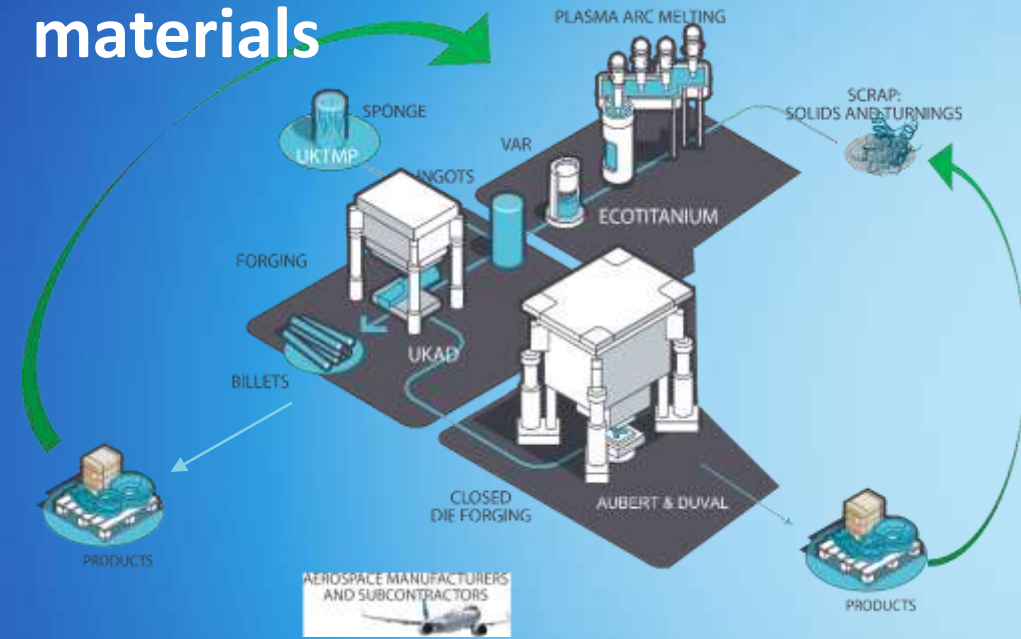 materials
PLASMA ARC MELTING
SPONGE
SCRAP:
SOLIDS AND TURNINGS
VAR
UKTMP
INGOTS
ECOTITANIUM
FORGING
UKAD
BILLETS
CLOSED
DIE FORGING
AUBERT & DUVAL
PRODUCTS
AEROSPACE MANUFACTURERS
AND SUBCONTRACTORS
PRODUCTS